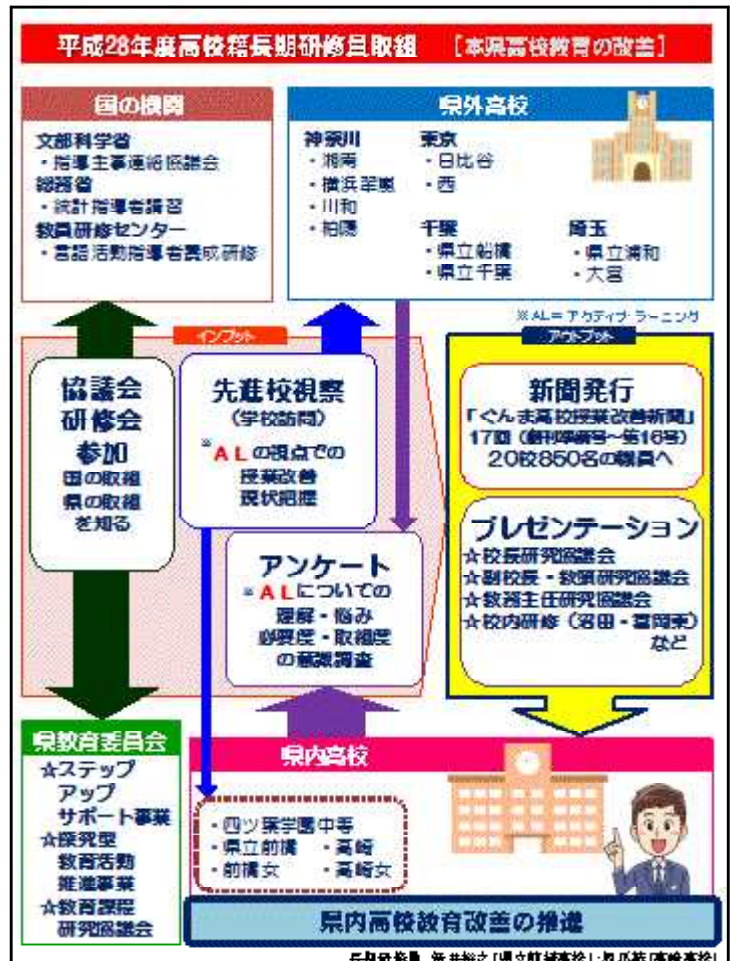 平成28年度高校籍長期研修員取組 [本県高校教育の改善]
国の機関
文部科学省
・指導主事連絡協議会
総務省
・統計指導者講習
教員研修センター
・言語活動指導者養成研修
県外高校
神奈川
・湘南
・横浜翠嵐
・川和
・柏陽
東京
・日比谷
・西
千葉
・県立船橋
・県立千葉
埼玉
・県立浦和
・大宮
※AL=アクティブ・ラーニング
インプット
協議会
研修会
参加
国の取組
県の取組
を知る
先進校視察
(学校訪問)
※ALの視点での
授業改善
現状把握
アンケート
※ALについての
理解・悩み
必要度・取組度
の意識調査
アウトプット
新聞発行
「ぐんま高校授業改善新聞」
17回(創刊準備号~第16号)
20校850名の職員へ
プレゼンテーション
☆校長研究協議会
☆副校長・教頭研究協議会
☆教務主任研究協議会
☆校内研修(沼田・富岡東)
など
県教育委員会
☆ステップ
アップ
サポート事業
☆探究型
教育活動
推進事業
☆教育課程
研究協議会
県内高校
・四ツ葉学園中等
・県立前橋 ・高崎
・前橋女 ・高崎女
県内高校教育改善の推進